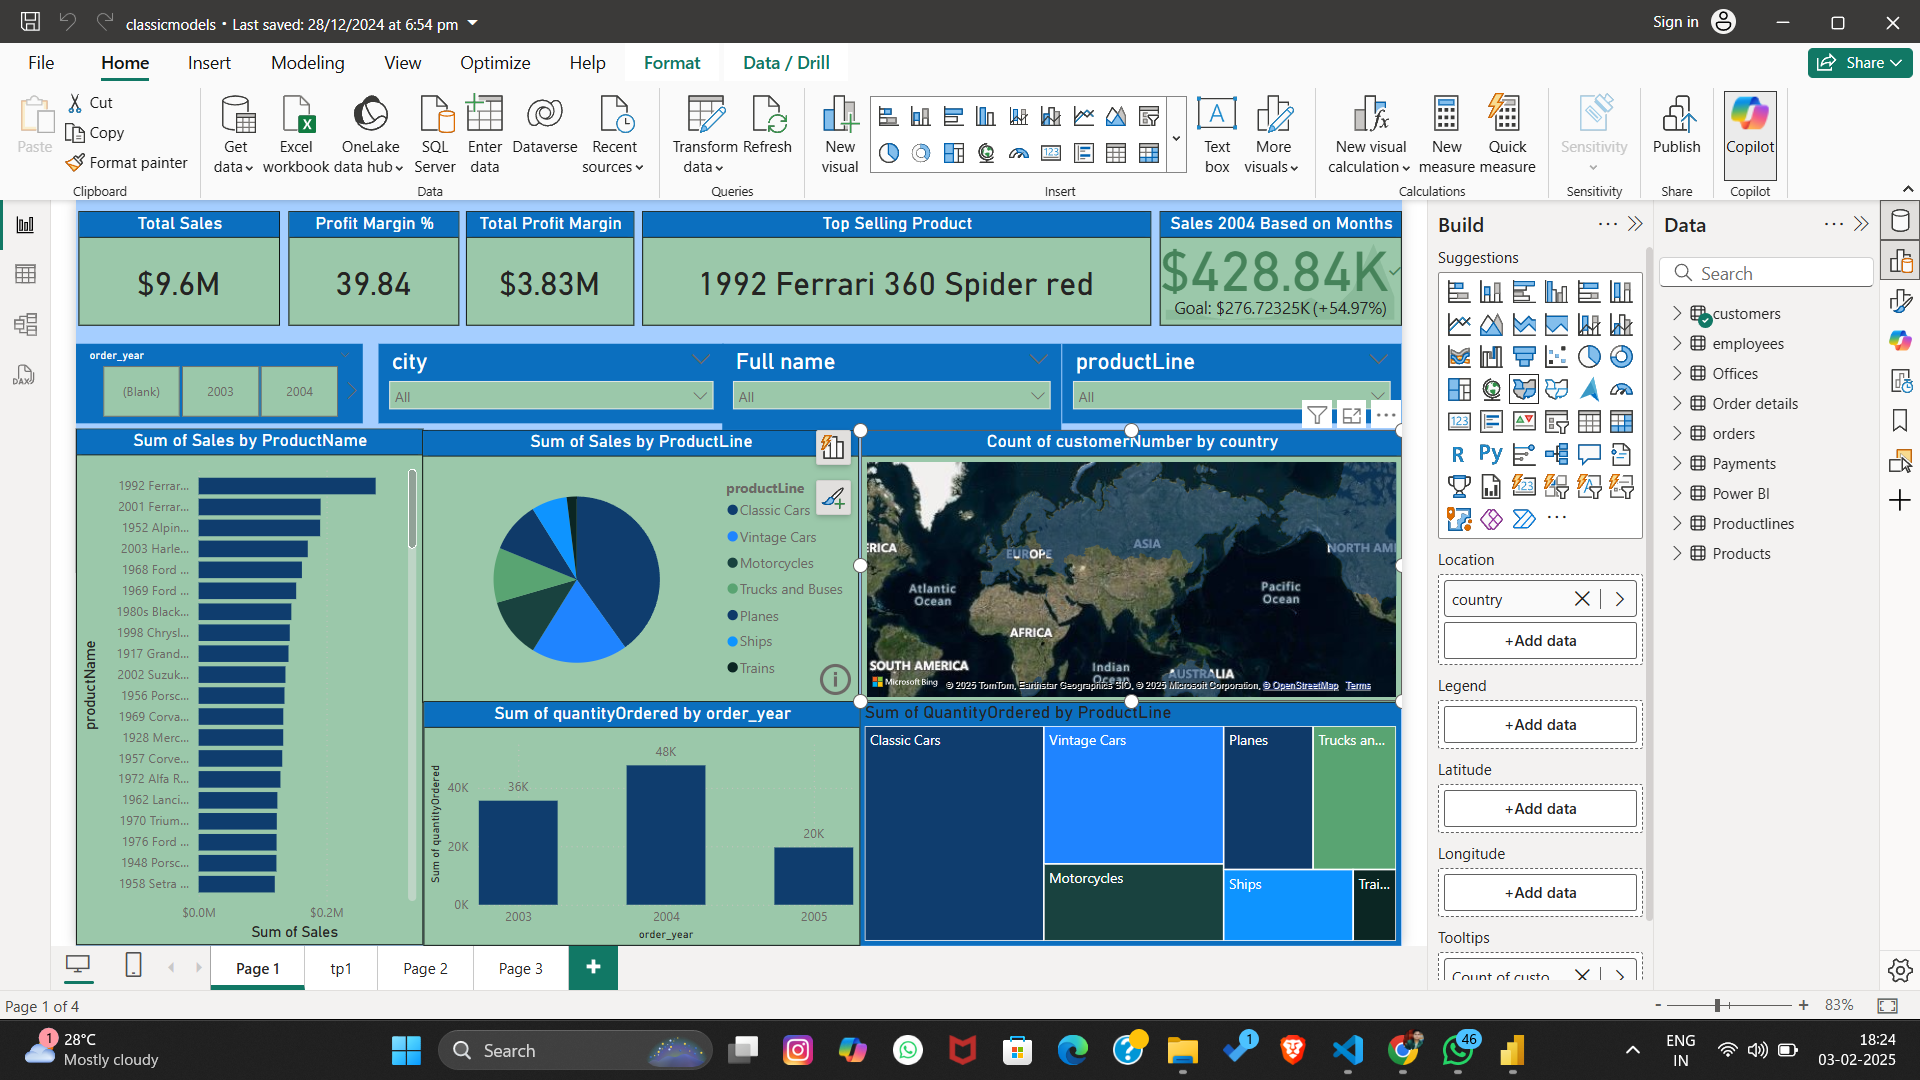 classicmodels • Last saved: 28/12/2024 at 6:54 pm
Sign in
File Home Insert Modeling View Optimize Help Format Data / Drill
Share
Paste
Cut
Copy
Format painter
Clipboard
Get data
Excel workbook
OneLake data hub
SQL Server
Enter data
Dataverse
Recent sources
Data
Transform data
Refresh
Queries
New visual
Text box
More visuals
Insert
New visual calculation
New measure
Quick measure
Calculations
Sensitivity
Sensitivity
Publish
Share
Copilot
Copilot
Total Sales
$9.6M
Profit Margin %
39.84
Total Profit Margin
$3.83M
Top Selling Product
1992 Ferrari 360 Spider red
Sales 2004 Based on Months
$428.84K
Goal: $276.72325K (+54.97%)
order_year
(Blank) 2003 2004
city
All
Full name
All
productLine
All
Sum of Sales by ProductName
productName
1992 Ferrar...
2001 Ferrar...
1952 Alpin...
2003 Harle...
1968 Ford ...
1969 Ford ...
1980s Black...
1998 Chrysl...
1917 Grand...
2002 Suzuk...
1956 Porsc...
1969 Corva...
1928 Merc...
1957 Corve...
1972 Alfa R...
1962 Lanci...
1970 Trium...
1976 Ford ...
1948 Porsc...
1958 Setra ...
$0.0M $0.2M
Sum of Sales
Sum of Sales by ProductLine
productLine
Classic Cars
Vintage Cars
Motorcycles
Trucks and Buses
Planes
Ships
Trains
Count of customerNumber by country
RICA
EUROPE
ASIA
NORTH AM
Atlantic Ocean
Pacific Ocean
AFRICA
SOUTH AMERICA
Indian Ocean
AUSTRALIA
Microsoft Bing
© 2025 TomTom, Earthstar Geographics SIO, © 2025 Microsoft Corporation, © OpenStreetMap Terms
Sum of quantityOrdered by order_year
Sum of quantityOrdered
40K
20K
0K
36K
48K
20K
2003 2004 2005
order_year
Sum of QuantityOrdered by ProductLine
Classic Cars
Vintage Cars
Motorcycles
Planes
Trucks an...
Ships
Trai...
Build
Suggestions
R
Py
123
Location
country
+Add data
Legend
+Add data
Latitude
+Add data
Longitude
+Add data
Tooltips
Count of custo
Data
Search
customers
employees
Offices
Order details
orders
Payments
Power BI
Productlines
Products
DAX
Page 1 tp1 Page 2 Page 3
Page 1 of 4
- + 83%
1
28°C
Mostly cloudy
Search
1
46
ENG
IN
18:24
03-02-2025